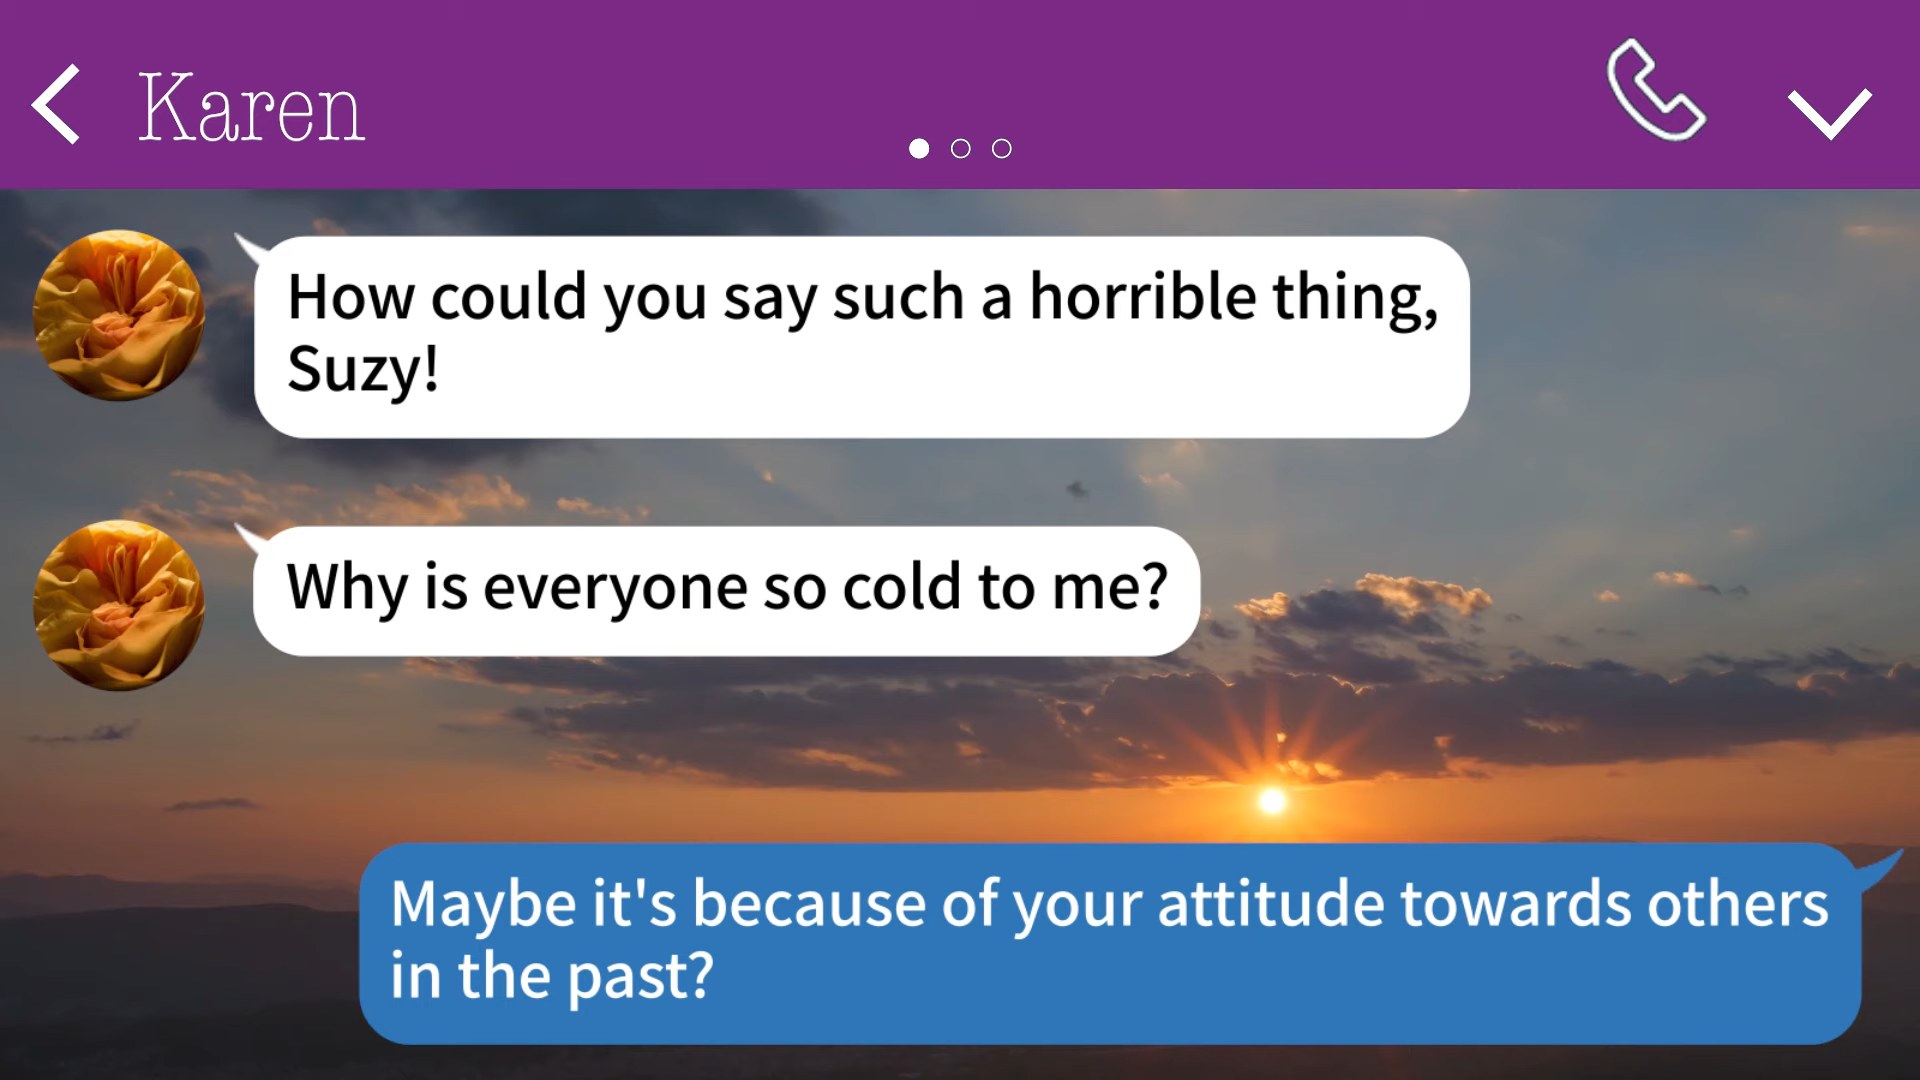 Karen
How could you say such a horrible thing,
Suzy!
Why is everyone so cold to me?
Maybe it's because of your attitude towards others
in the past?